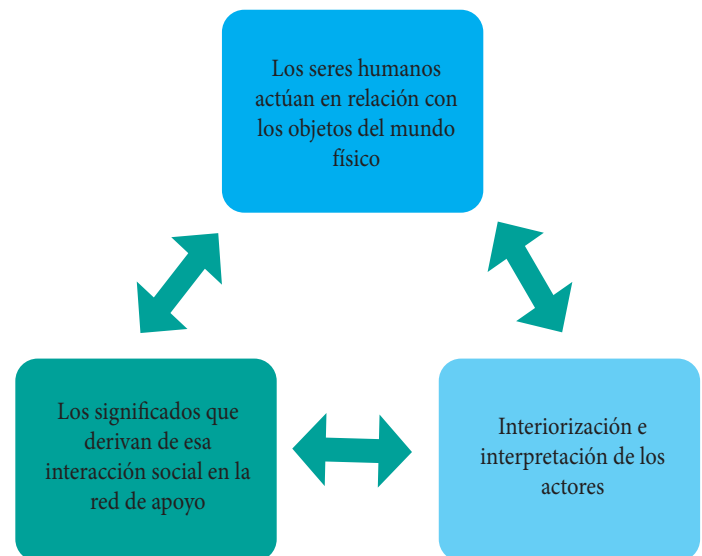 Los seres humanos
actúan en relación con
los objetos del mundo
físico
Los significados que
derivan de esa
interacción social en la
red de apoyo
Interiorización e
interpretación de los
actores